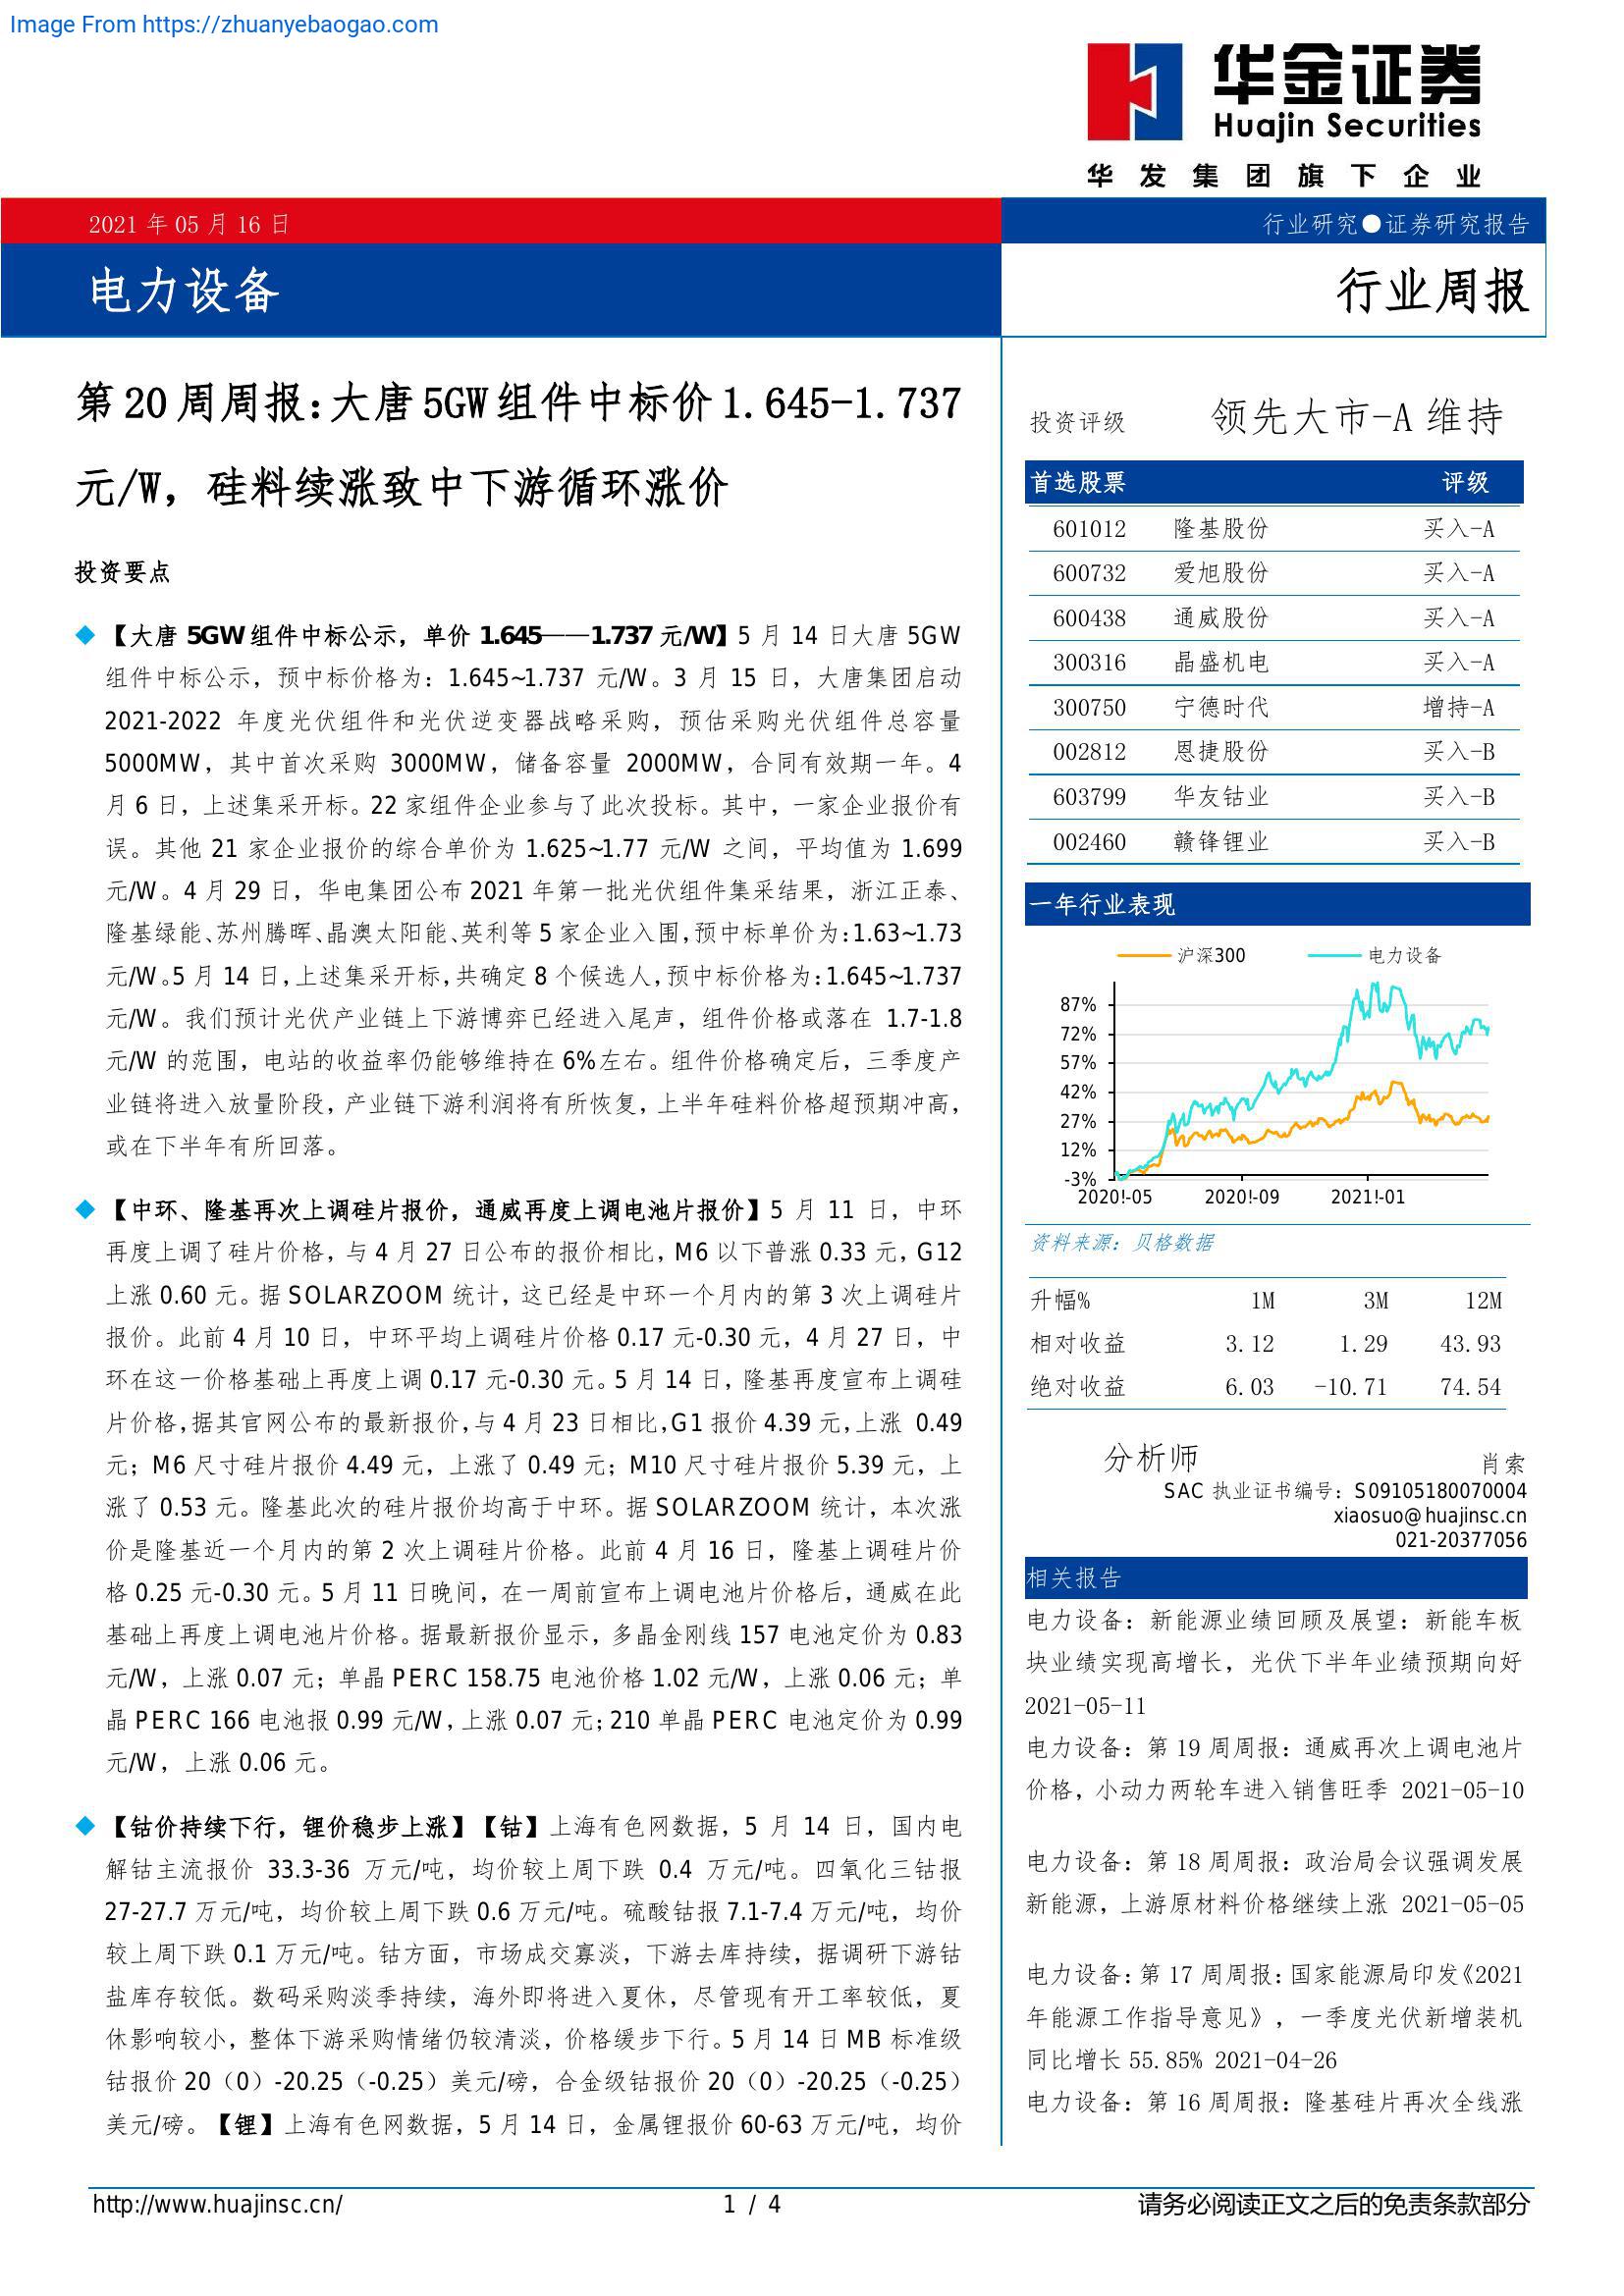 Image From https://zhuanyebaogao.com
华金证券
Huajin Securities
华发集团旗下企业
2021 年 05 月 16 日
行业研究●证券研究报告
电力设备
行业周报
第 20 周周报：大唐 5GW 组件中标价 1.645-1.737
元/W，硅料续涨致中下游循环涨价
投资要点
◆ 【大唐 5GW 组件中标公示，单价 1.645——1.737 元/W】5 月 14 日大唐 5GW
组件中标公示，预中标价格为：1.645~1.737 元/W。3 月 15 日，大唐集团启动
2021-2022 年度光伏组件和光伏逆变器战略采购，预估采购光伏组件总容量
5000MW，其中首次采购 3000MW，储备容量 2000MW，合同有效期一年。4
月 6 日，上述集采开标。22 家组件企业参与了此次投标。其中，一家企业报价有
误。其他 21 家企业报价的综合单价为 1.625~1.77 元/W 之间，平均值为 1.699
元/W。4 月 29 日，华电集团公布 2021 年第一批光伏组件集采结果，浙江正泰、
隆基绿能、苏州腾晖、晶澳太阳能、英利等 5 家企业入围，预中标单价为：1.63~1.73
元/W。5 月 14 日，上述集采开标，共确定 8 个候选人，预中标价格为：1.645~1.737
元/W。我们预计光伏产业链上下游博弈已经进入尾声，组件价格或落在 1.7-1.8
元/W 的范围，电站的收益率仍能够维持在 6%左右。组件价格确定后，三季度产
业链将进入放量阶段，产业链下游利润将有所恢复，上半年硅料价格超预期冲高，
或在下半年有所回落。
◆ 【中环、隆基再次上调硅片报价，通威再度上调电池片报价】5 月 11 日，中环
再度上调了硅片价格，与 4 月 27 日公布的报价相比，M6 以下普涨 0.33 元，G12
上涨 0.60 元。据 SOLARZOOM 统计，这已经是中环一个月内的第 3 次上调硅片
报价。此前 4 月 10 日，中环平均上调硅片价格 0.17 元-0.30 元，4 月 27 日，中
环在这一价格基础上再度上调 0.17 元-0.30 元。5 月 14 日，隆基再度宣布上调硅
片价格，据其官网公布的最新报价，与 4 月 23 日相比，G1 报价 4.39 元，上涨 0.49
元；M6 尺寸硅片报价 4.49 元，上涨了 0.49 元；M10 尺寸硅片报价 5.39 元，上
涨了 0.53 元。隆基此次的硅片报价均高于中环。据 SOLARZOOM 统计，本次涨
价是隆基近一个月内的第 2 次上调硅片价格。此前 4 月 16 日，隆基上调硅片价
格 0.25 元-0.30 元。5 月 11 日晚间，在一周前宣布上调电池片价格后，通威在此
基础上再度上调电池片价格。据最新报价显示，多晶金刚线 157 电池定价为 0.83
元/W，上涨 0.07 元；单晶 PERC 158.75 电池价格 1.02 元/W，上涨 0.06 元；单
晶 PERC 166 电池报 0.99 元/W，上涨 0.07 元；210 单晶 PERC 电池定价为 0.99
元/W，上涨 0.06 元。
◆ 【钴价持续下行，锂价稳步上涨】【钴】上海有色网数据，5 月 14 日，国内电
解钴主流报价 33.3-36 万元/吨，均价较上周下跌 0.4 万元/吨。四氧化三钴报
27-27.7 万元/吨，均价较上周下跌 0.6 万元/吨。硫酸钴报 7.1-7.4 万元/吨，均价
较上周下跌 0.1 万元/吨。钴方面，市场成交寡淡，下游去库持续，据调研下游钴
盐库存较低。数码采购淡季持续，海外即将进入夏休，尽管现有开工率较低，夏
休影响较小，整体下游采购情绪仍较清淡，价格缓步下行。5 月 14 日 MB 标准级
钴报价 20（0）-20.25（-0.25）美元/磅，合金级钴报价 20（0）-20.25（-0.25）
美元/磅。【锂】上海有色网数据，5 月 14 日，金属锂报价 60-63 万元/吨，均价
投资评级 领先大市-A 维持
首选股票 评级
601012 隆基股份 买入-A
600732 爱旭股份 买入-A
600438 通威股份 买入-A
300316 晶盛机电 买入-A
300750 宁德时代 增持-A
002812 恩捷股份 买入-B
603799 华友钴业 买入-B
002460 赣锋锂业 买入-B
一年行业表现
沪深300 电力设备
87%
72%
57%
42%
27%
12%
-3%
2020!-05 2020!-09 2021!-01
资料来源：贝格数据
升幅% 1M 3M 12M
相对收益 3.12 1.29 43.93
绝对收益 6.03 -10.71 74.54
分析师 肖索
SAC 执业证书编号：S09105180070004
xiaosuo@huajinsc.cn
021-20377056
相关报告
电力设备：新能源业绩回顾及展望：新能车板
块业绩实现高增长，光伏下半年业绩预期向好
2021-05-11
电力设备：第 19 周周报：通威再次上调电池片
价格，小动力两轮车进入销售旺季 2021-05-10
电力设备：第 18 周周报：政治局会议强调发展
新能源，上游原材料价格继续上涨 2021-05-05
电力设备：第 17 周周报：国家能源局印发《2021
年能源工作指导意见》，一季度光伏新增装机
同比增长 55.85% 2021-04-26
电力设备：第 16 周周报：隆基硅片再次全线涨
http://www.huajinsc.cn/ 1 / 4 请务必阅读正文之后的免责条款部分